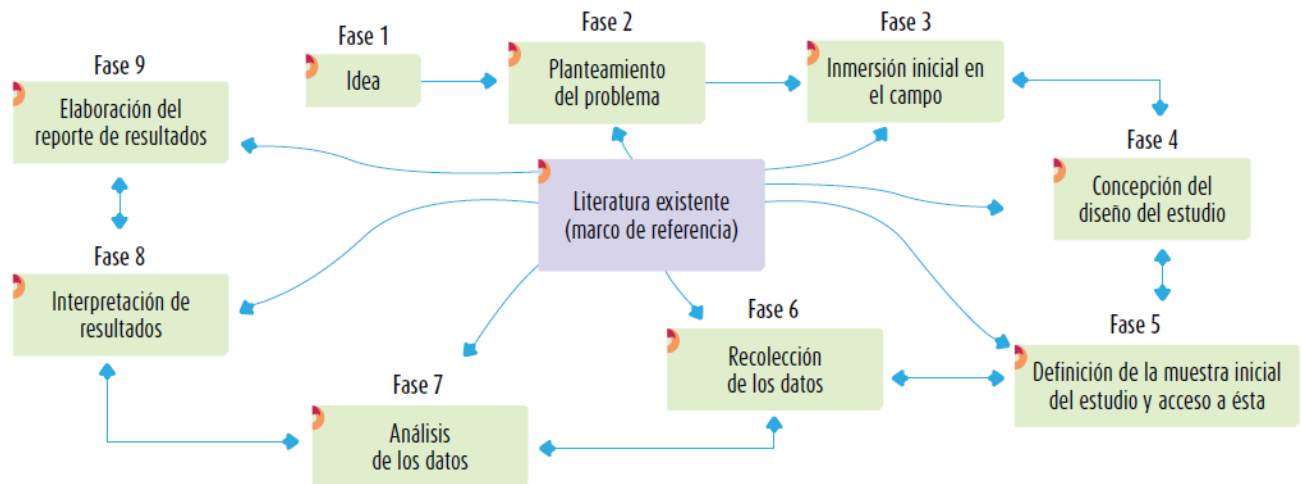 Fase 1
Idea
Fase 2
Planteamiento
del problema
Fase 3
Inmersión inicial en
el campo
Fase 4
Concepción del
diseño del estudio
Fase 5
Definición de la muestra inicial
del estudio y acceso a ésta
Fase 6
Recolección
de los datos
Fase 7
Análisis
de los datos
Fase 8
Interpretación de
resultados
Fase 9
Elaboración del
reporte de resultados
Literatura existente
(marco de referencia)